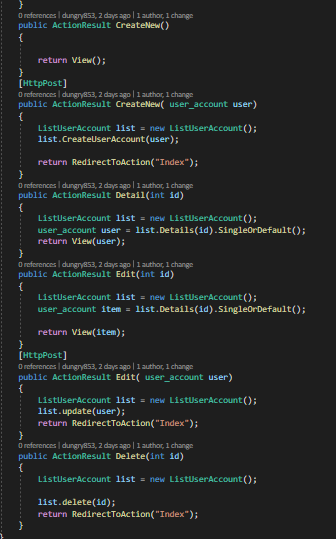 }
0 references | dungry853, 2 days ago | 1 author, 1 change
public ActionResult CreateNew()
{
return View();
}
[HttpPost]
0 references | dungry853, 2 days ago | 1 author, 1 change
public ActionResult CreateNew( user_account user)
{
ListUserAccount list = new ListUserAccount();
list.CreateUserAccount(user);
return RedirectToAction("Index");
}
0 references | dungry853, 2 days ago | 1 author, 1 change
public ActionResult Detail(int id)
{
ListUserAccount list = new ListUserAccount();
user_account user = list.Details(id).SingleOrDefault();
return View(user);
}
0 references | dungry853, 2 days ago | 1 author, 1 change
public ActionResult Edit(int id)
{
ListUserAccount list = new ListUserAccount();
user_account item = list.Details(id).SingleOrDefault();
return View(item);
}
[HttpPost]
0 references | dungry853, 2 days ago | 1 author, 1 change
public ActionResult Edit( user_account user)
{
ListUserAccount list = new ListUserAccount();
list.update(user);
return RedirectToAction("Index");
}
0 references | dungry853, 2 days ago | 1 author, 1 change
public ActionResult Delete(int id)
{
ListUserAccount list = new ListUserAccount();
list.delete(id);
return RedirectToAction("Index");
}
}